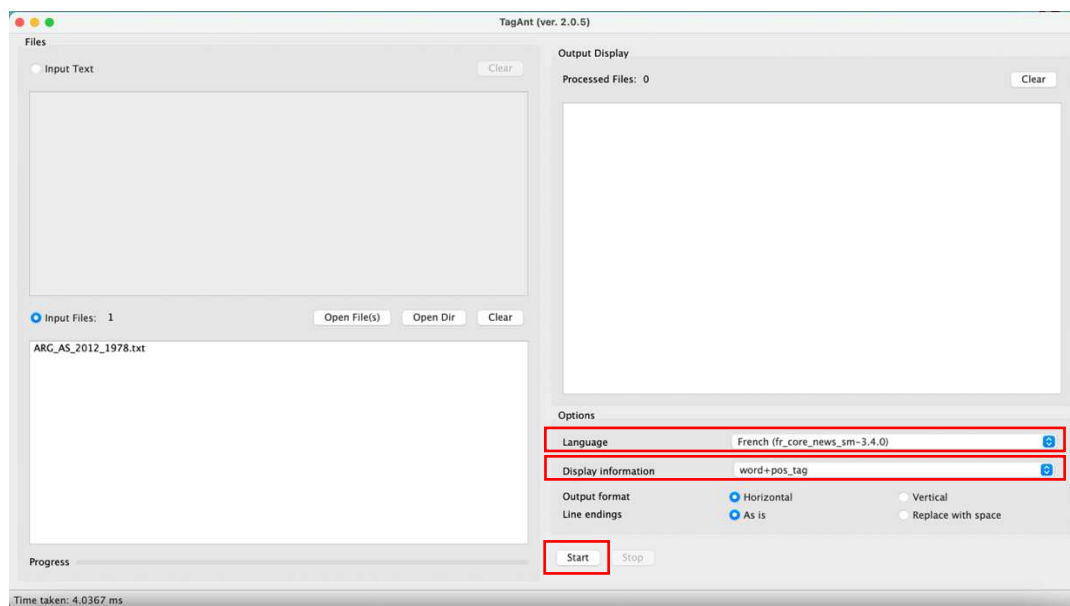 TagAnt (ver. 2.0.5)
Files
Input Text
Clear
Input Files: 1
Open File(s)
Open Dir
Clear
ARG_AS_2012_1978.txt
Progress
Output Display
Processed Files: 0
Clear
Options
Language French (fr_core_news_sm-3.4.0)
Display information word+pos_tag
Output format Horizontal Vertical
Line endings As is Replace with space
Start Stop
Time taken: 4.0367 ms